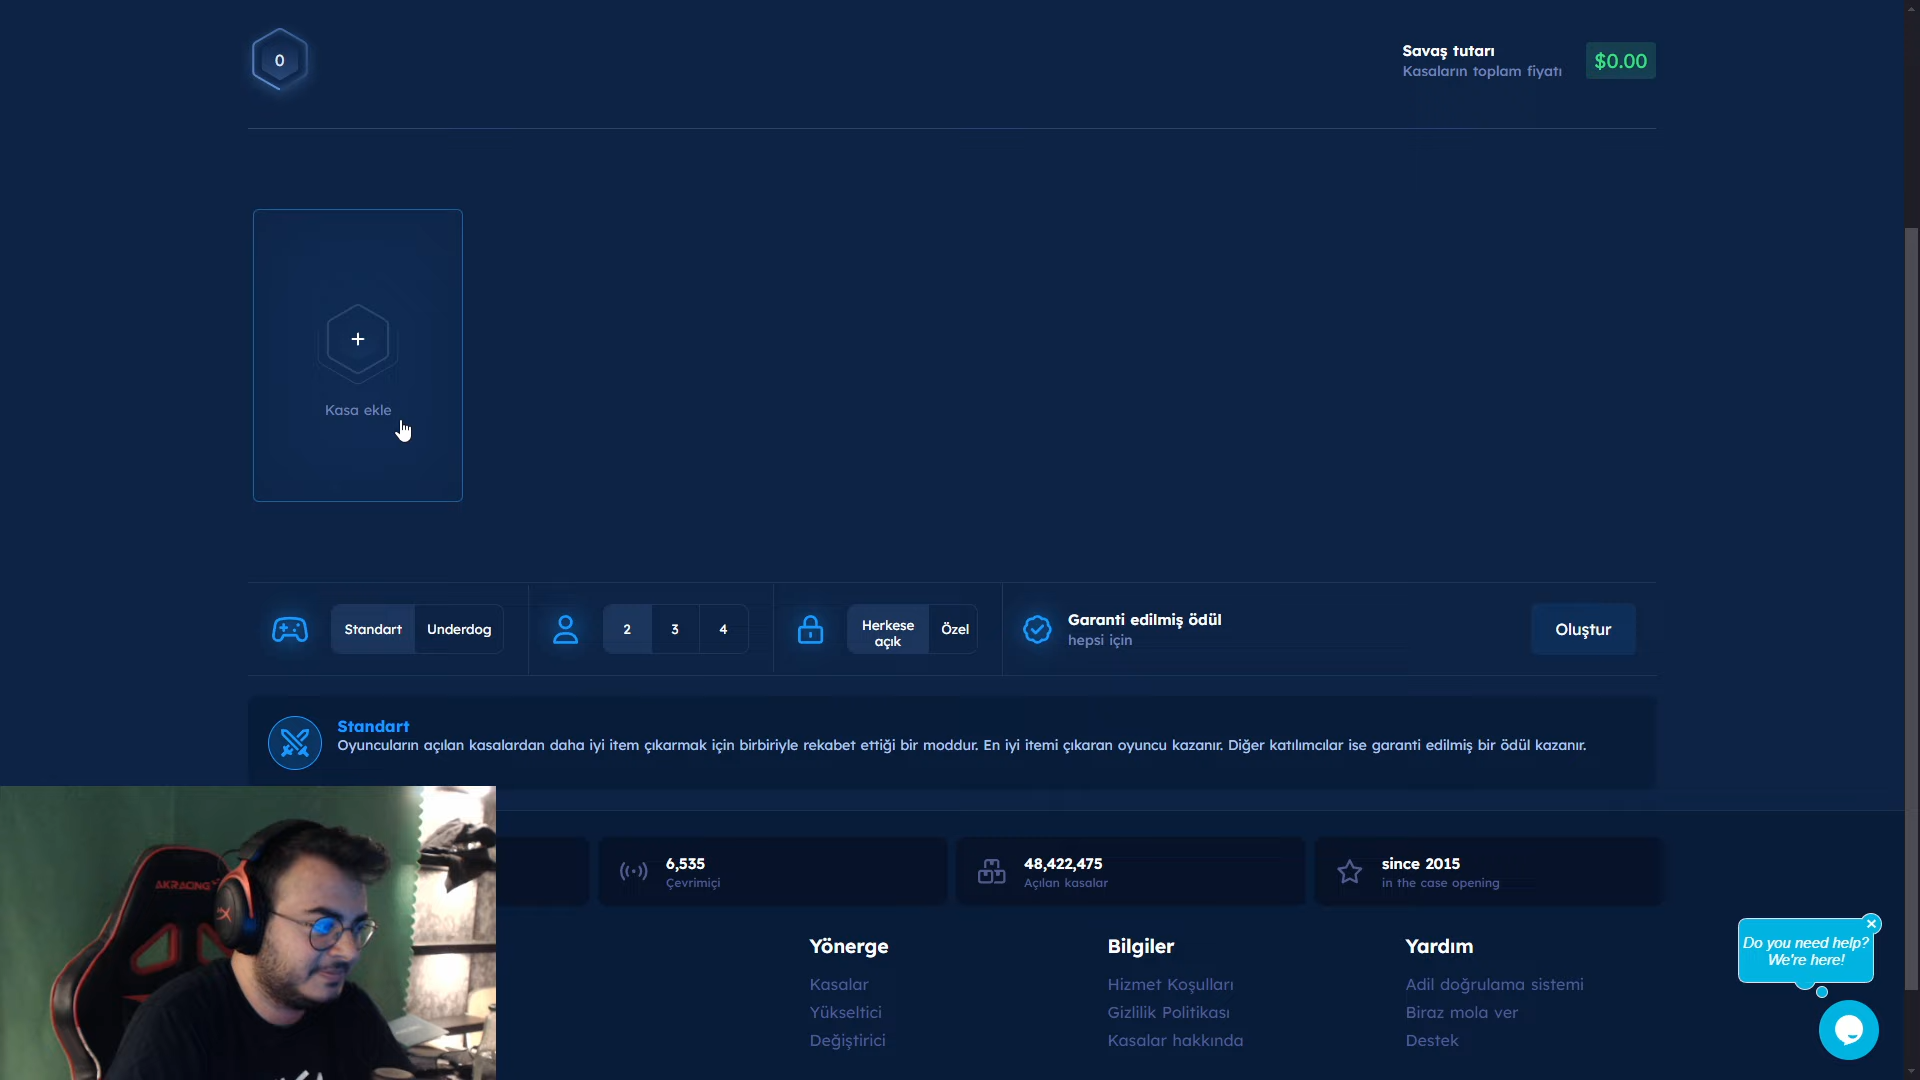 0
Savaş tutarı
Kasaların toplam fiyatı
$0.00
+
Kasa ekle
Standart
Underdog
2
3
4
Herkese
açık
Özel
Garanti edilmiş ödül
hepsi için
Oluştur
Standart
Oyuncuların açılan kasalardan daha iyi item çıkarmak için birbiriyle rekabet ettiği bir moddur. En iyi itemi çıkaran oyuncu kazanır. Diğer katılımcılar ise garanti edilmiş bir ödül kazanır.
6,535
Çevrimiçi
48,422,475
Açılan kasalar
since 2015
in the case opening
AKRACING
Yönerge
Kasalar
Yükseltici
Değiştirici
Bilgiler
Hizmet Koşulları
Gizlilik Politikası
Kasalar hakkında
Yardım
Adil doğrulama sistemi
Biraz mola ver
Destek
Do you need help?
We're here!